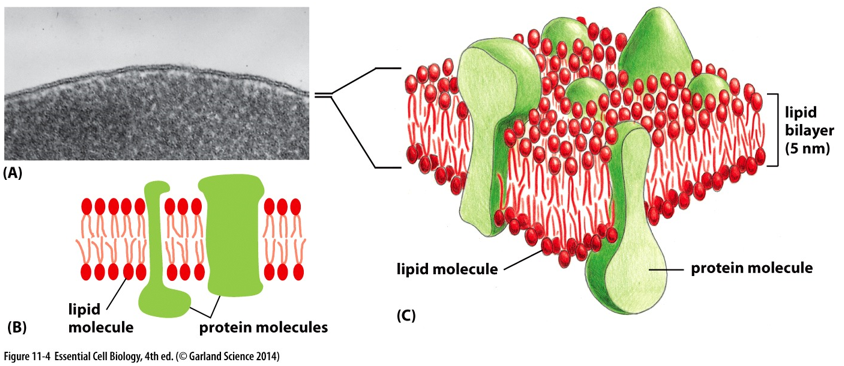 (A)
lipid
bilayer
(5 nm)
lipid molecule
protein molecule
(C)
lipid
molecule
protein molecules
(B)
Figure 11-4 Essential Cell Biology, 4th ed. (© Garland Science 2014)